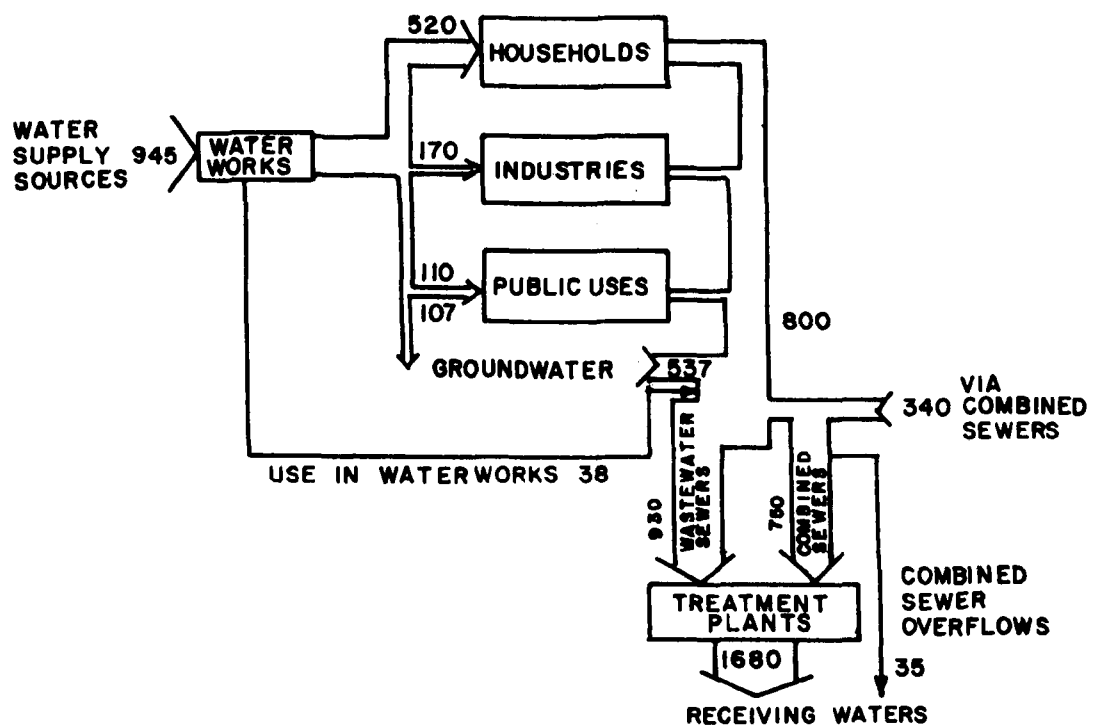 520
HOUSEHOLDS
WATER
SUPPLY 945
SOURCES
WATER
WORKS
170
INDUSTRIES
110
PUBLIC USES
107
800
GROUNDWATER
537
340 VIA
COMBINED
SEWERS
USE IN WATERWORKS 38
930
WASTEWATER
SEWERS
750
COMBINED
SEWERS
TREATMENT
PLANTS
COMBINED
SEWER
OVERFLOWS
1680
35
RECEIVING WATERS